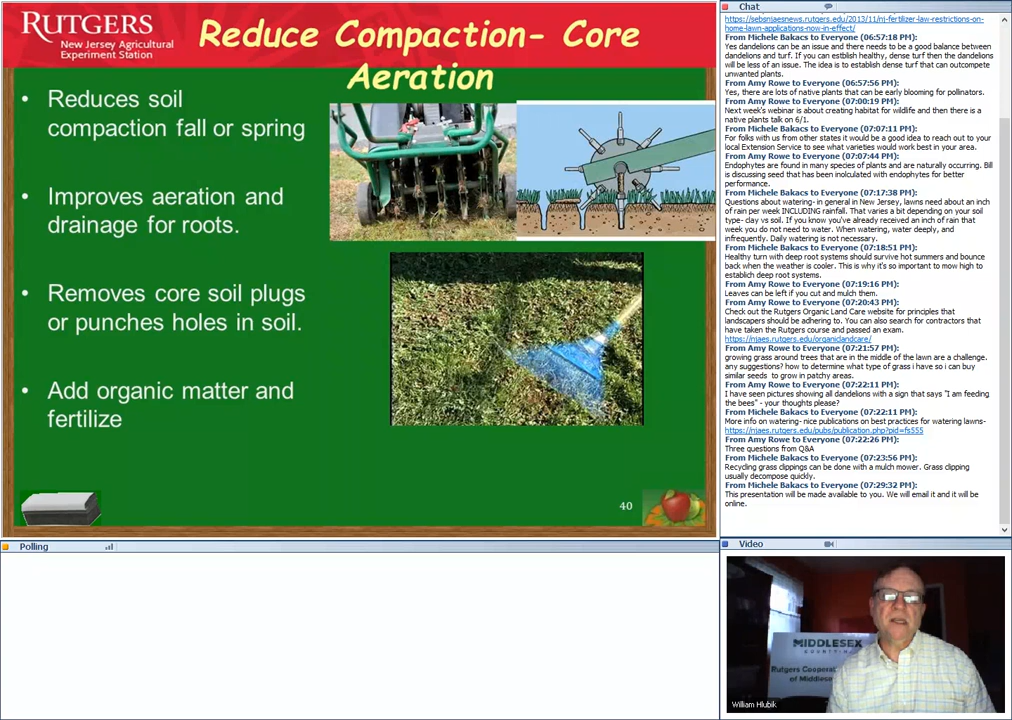 RUTGERS
New Jersey Agricultural
Experiment Station
Reduce Compaction- Core
Aeration
• Reduces soil
compaction fall or spring
• Improves aeration and
drainage for roots.
• Removes core soil plugs
or punches holes in soil.
• Add organic matter and
fertilize
40
Polling
Chat
https://sebsnjaesnews.rutgers.edu/2013/11/nj-fertilizer-law-restrictions-on-
home-lawn-applications-now-in-effect/
From Michele Bakacs to Everyone (06:57:18 PM):
Yes dandelions can be an issue and there needs to be a good balance between
dandelions and turf. If you can estblish healthy, dense turf then the dandelions
will be less of an issue. The idea is to establish dense turf that can outcompete
unwanted plants.
From Amy Rowe to Everyone (06:57:56 PM):
Yes, there are lots of native plants that can be early blooming for pollinators.
From Michele Bakacs to Everyone (07:00:19 PM):
Next week's webinar is about creating habitat for wildlife and then there is a
native plants talk on 6/1.
From Michele Bakacs to Everyone (07:07:11 PM):
For folks with us from other states it would be a good idea to reach out to your
local Extension Service to see what varieties would work best in your area.
From Amy Rowe to Everyone (07:07:44 PM):
Endophytes are found in many species of plants and are naturally occurring. Bill
is discussing seed that has been inolculated with endophytes for better
performance.
From Michele Bakacs to Everyone (07:17:38 PM):
Questions about watering- in general in New Jersey, lawns need about an inch
of rain per week INCLUDING rainfall. That varies a bit depending on your soil
type- clay vs soil. If you know you've already received an inch of rain that
week you do not need to water. When watering, water deeply, and
infrequently. Daily watering is not necessary.
From Michele Bakacs to Everyone (07:18:51 PM):
Healthy turn with deep root systems should survive hot summers and bounce
back when the weather is cooler. This is why it's so important to mow high to
establich deep root systems.
From Michele Bakacs to Everyone (07:19:16 PM):
Leaves can be left if you cut and mulch them.
From Michele Bakacs to Everyone (07:20:43 PM):
Check out the Rutgers Organic Land Care website for principles that
landscapers should be adhering to. You can also search for contractors that
have taken the Rutgers course and passed an exam.
https://njaes.rutgers.edu/organiclandcare/
From Amy Rowe to Everyone (07:21:57 PM):
growing grass around trees that are in the middle of the lawn are a challenge.
any suggestions? how to determine what type of grass i have so i can buy
similar seeds to grow in patchy areas.
From Amy Rowe to Everyone (07:22:11 PM):
I have seen pictures showing all dandelions with a sign that says "I am feeding
the bees" - your thoughts please?
From Michele Bakacs to Everyone (07:22:11 PM):
More info on watering- nice publications on best practices for watering lawns-
https://njaes.rutgers.edu/pubs/publication.php?pid=fs555
From Amy Rowe to Everyone (07:22:26 PM):
Three questions from Q&A
From Michele Bakacs to Everyone (07:23:56 PM):
Recycling grass clippings can be done with a mulch mower. Grass clipping
usually decompose quickly.
From Michele Bakacs to Everyone (07:29:32 PM):
This presentation will be made available to you. We will email it and it will be
online.
Video
MIDDLESEX
Rutgers Coopera
of Middlese
William Hlubik